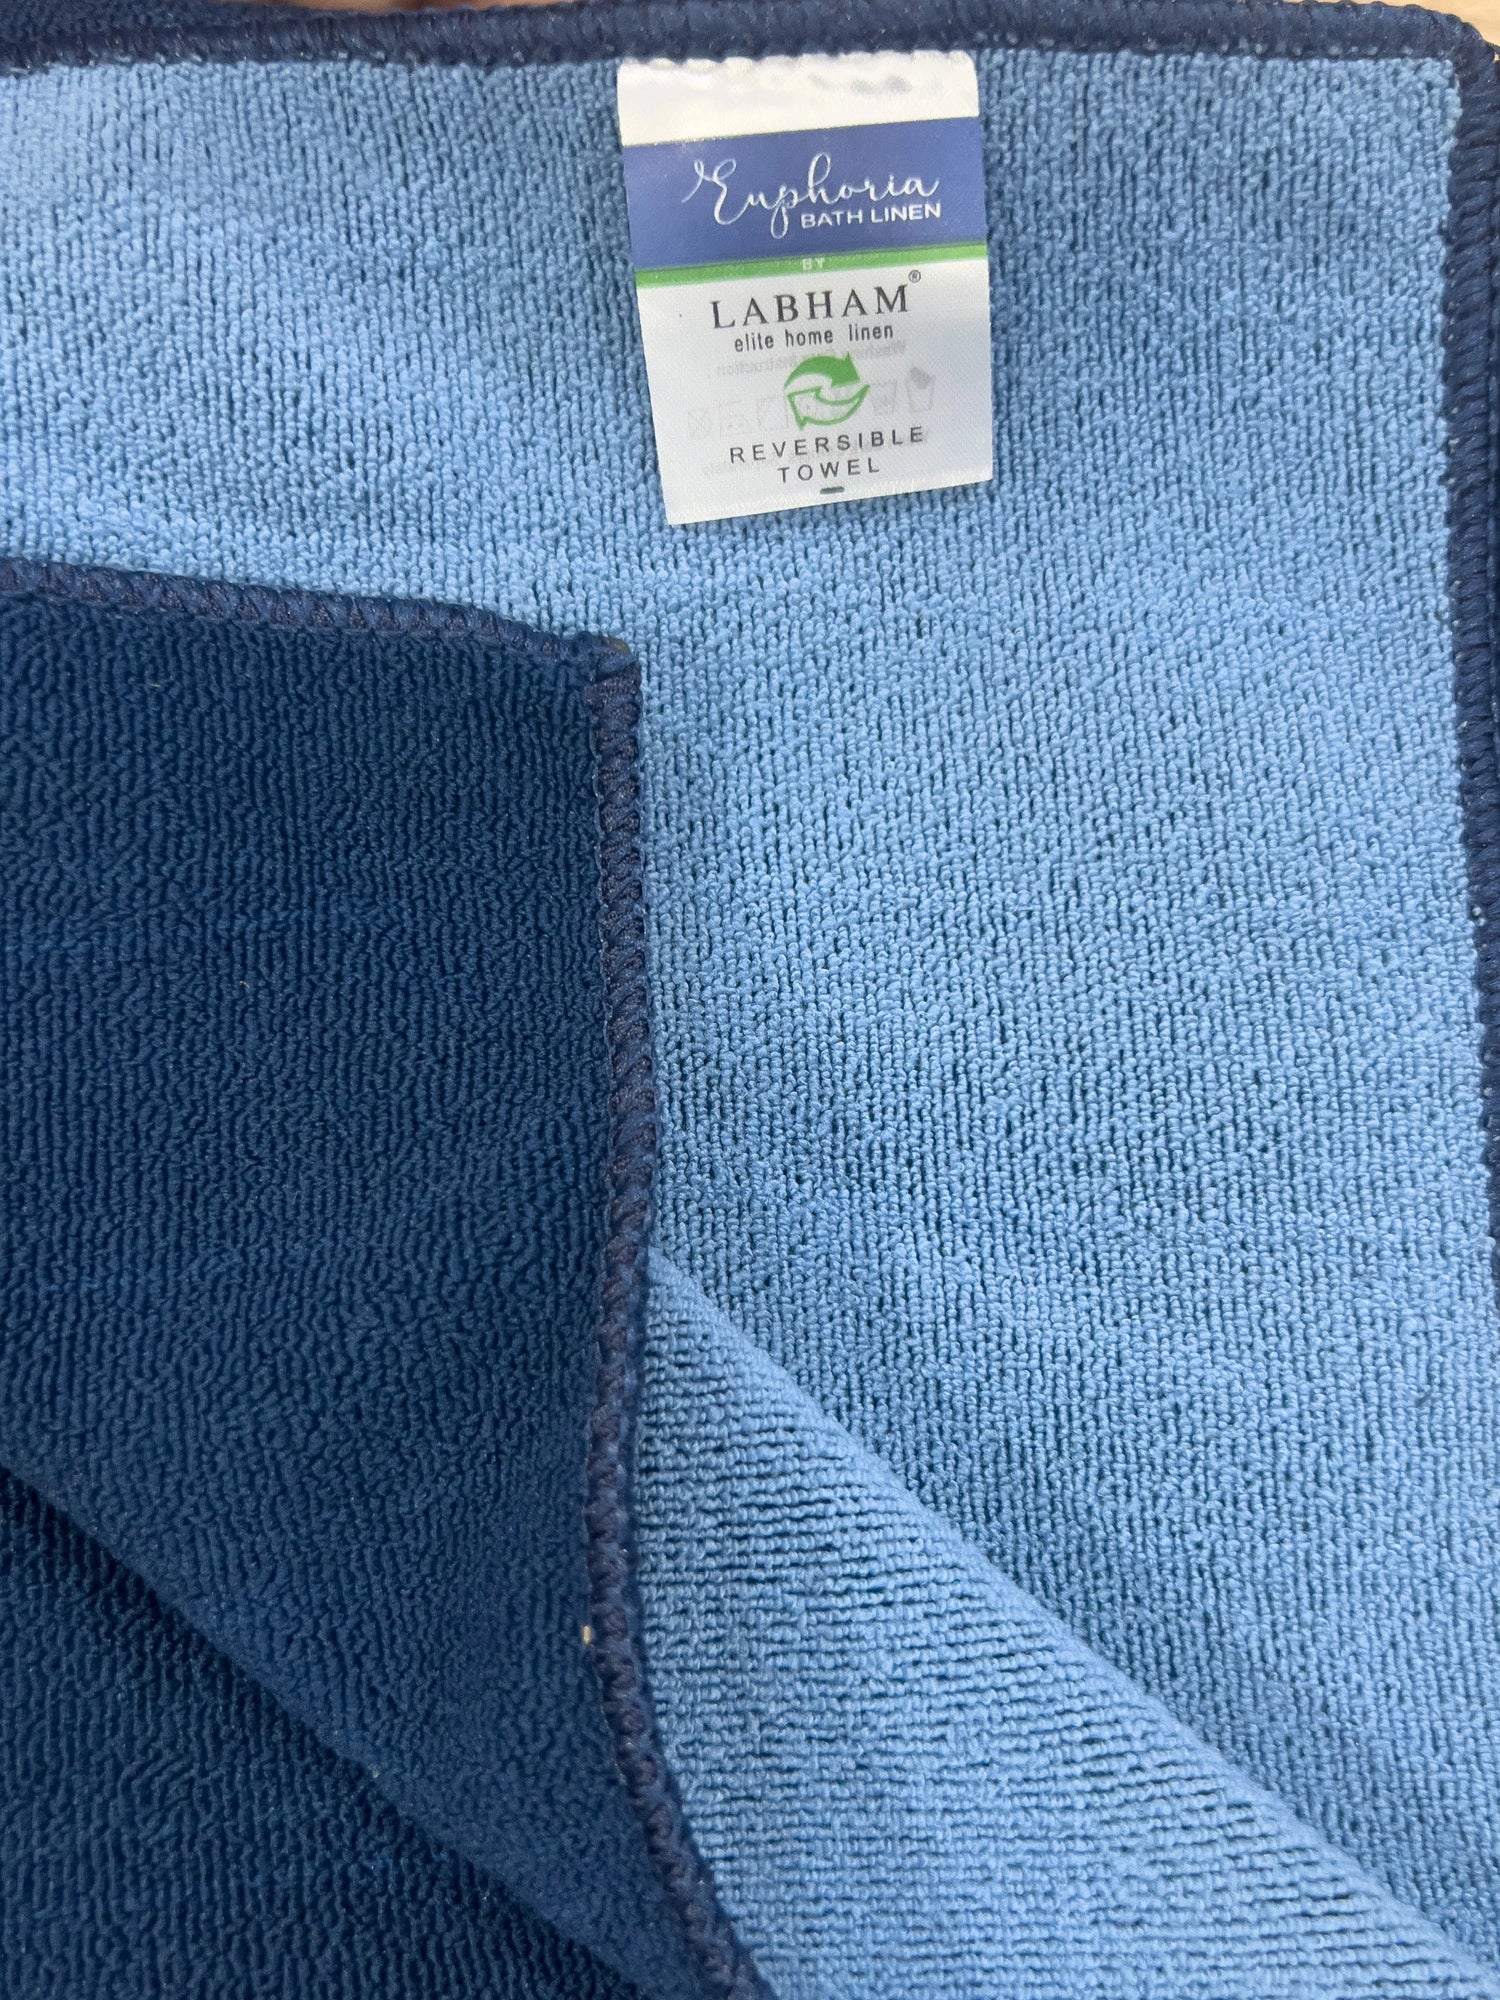 Euphoria
BATH LINEN
BY
LABHAM®
elite home linen
REVERSIBLE
TOWEL